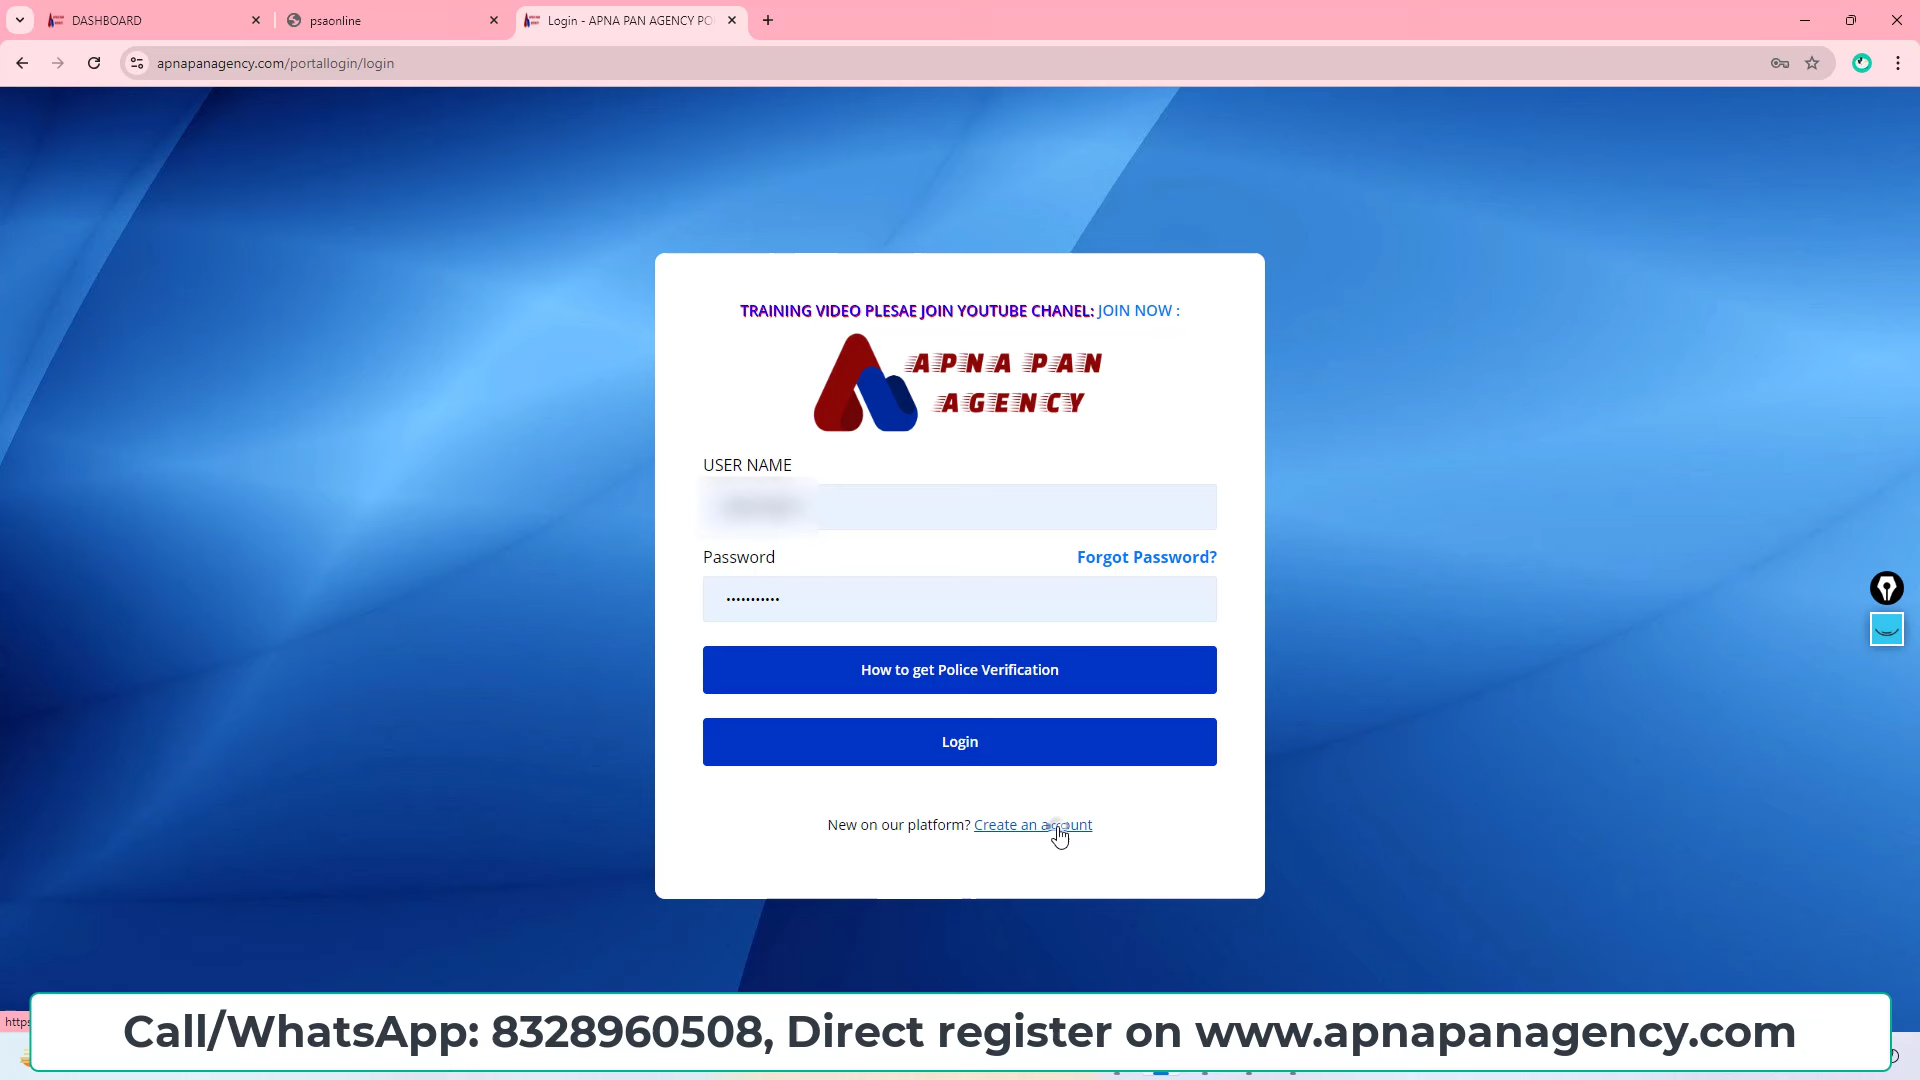 DASHBOARD
psaonline
Login - APNA PAN AGENCY PO
apnapanagency.com/portallogin/login
TRAINING VIDEO PLESAE JOIN YOUTUBE CHANEL: JOIN NOW :
APNA PAN
AGENCY
USER NAME
Password
Forgot Password?
How to get Police Verification
Login
New on our platform? Create an account
https
Call/WhatsApp: 8328960508, Direct register on www.apnapanagency.com